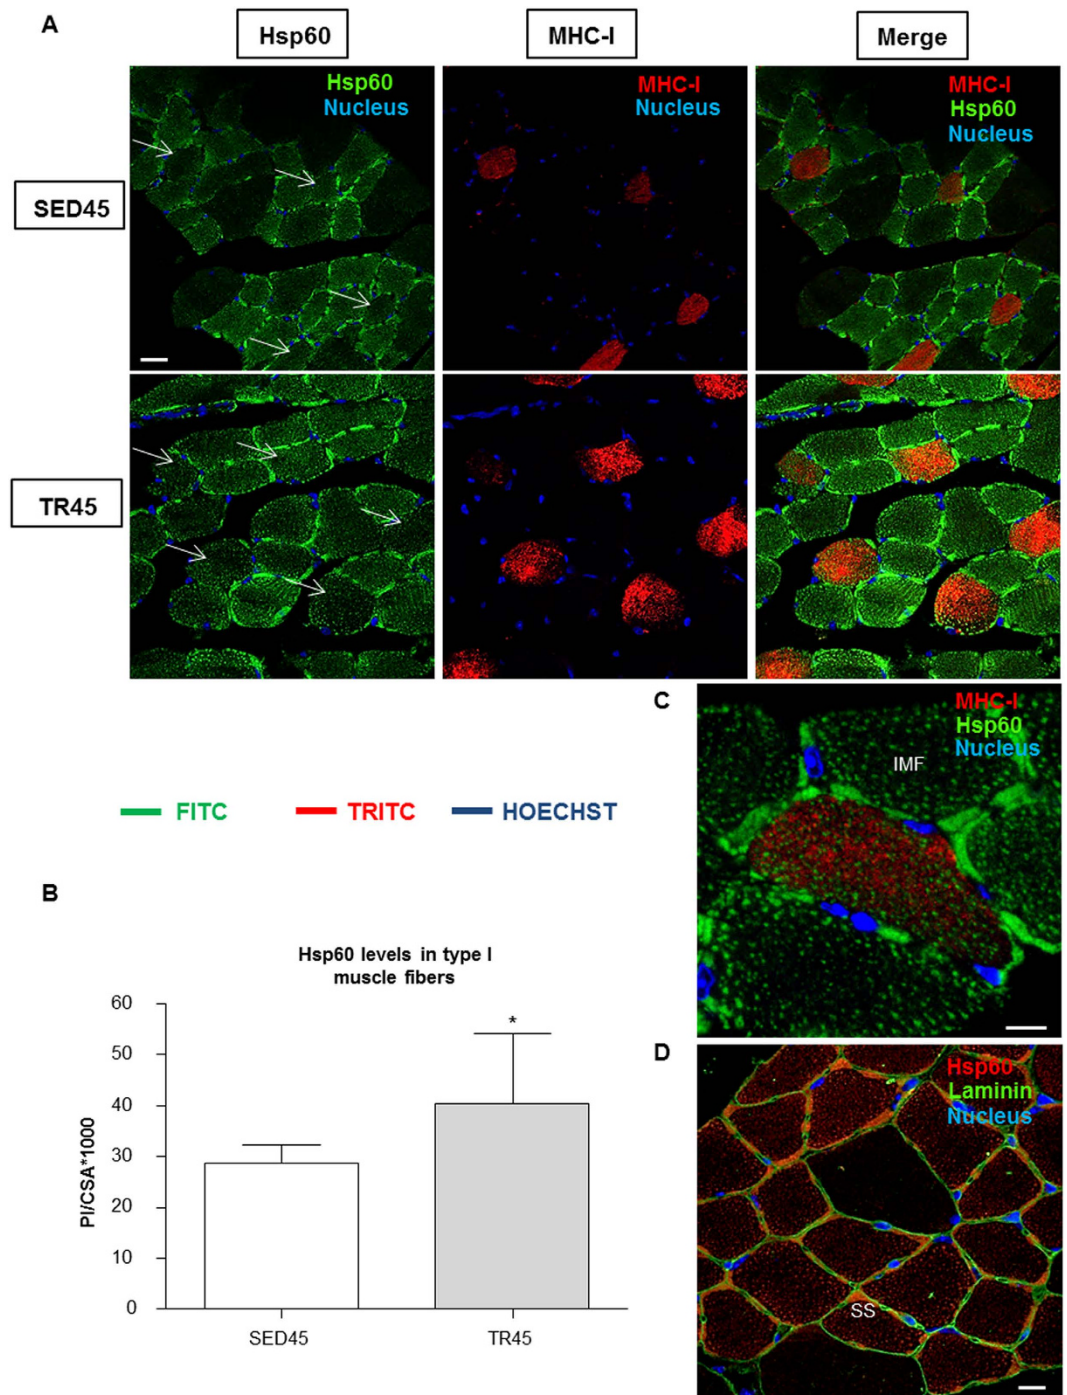 A
Hsp60
MHC-I
Merge
Hsp60
Nucleus
MHC-I
Nucleus
MHC-I
Hsp60
Nucleus
SED45
TR45
C
MHC-I
Hsp60
Nucleus
IMF
FITC
TRITC
HOECHST
B
Hsp60 levels in type I
muscle fibers
60
50
40
30
20
10
0
*
PI/CSA*1000
SED45
TR45
D
Hsp60
Laminin
Nucleus
SS